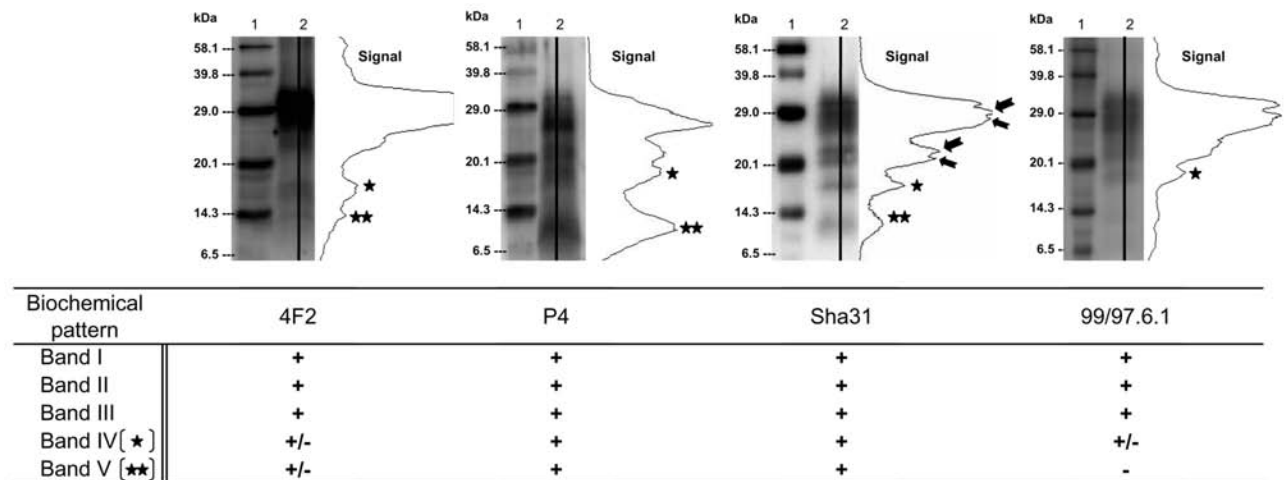 kDa 1 2
58.1
39.8
29.0
20.1
14.3
6.5
Signal
★
★★
kDa 1 2
58.1
39.8
29.0
20.1
14.3
6.5
Signal
★
★★
kDa 1 2
58.1
39.8
29.0
20.1
14.3
6.5
Signal
★
★★
kDa 1 2
58.1
39.8
29.0
20.1
14.3
6.5
Signal
★
Biochemical pattern 4F2 P4 Sha31 99/97.6.1
Band I + + + +
Band II + + + +
Band III + + + +
Band IV [★] +/- + + +/-
Band V [★★] +/- + + -